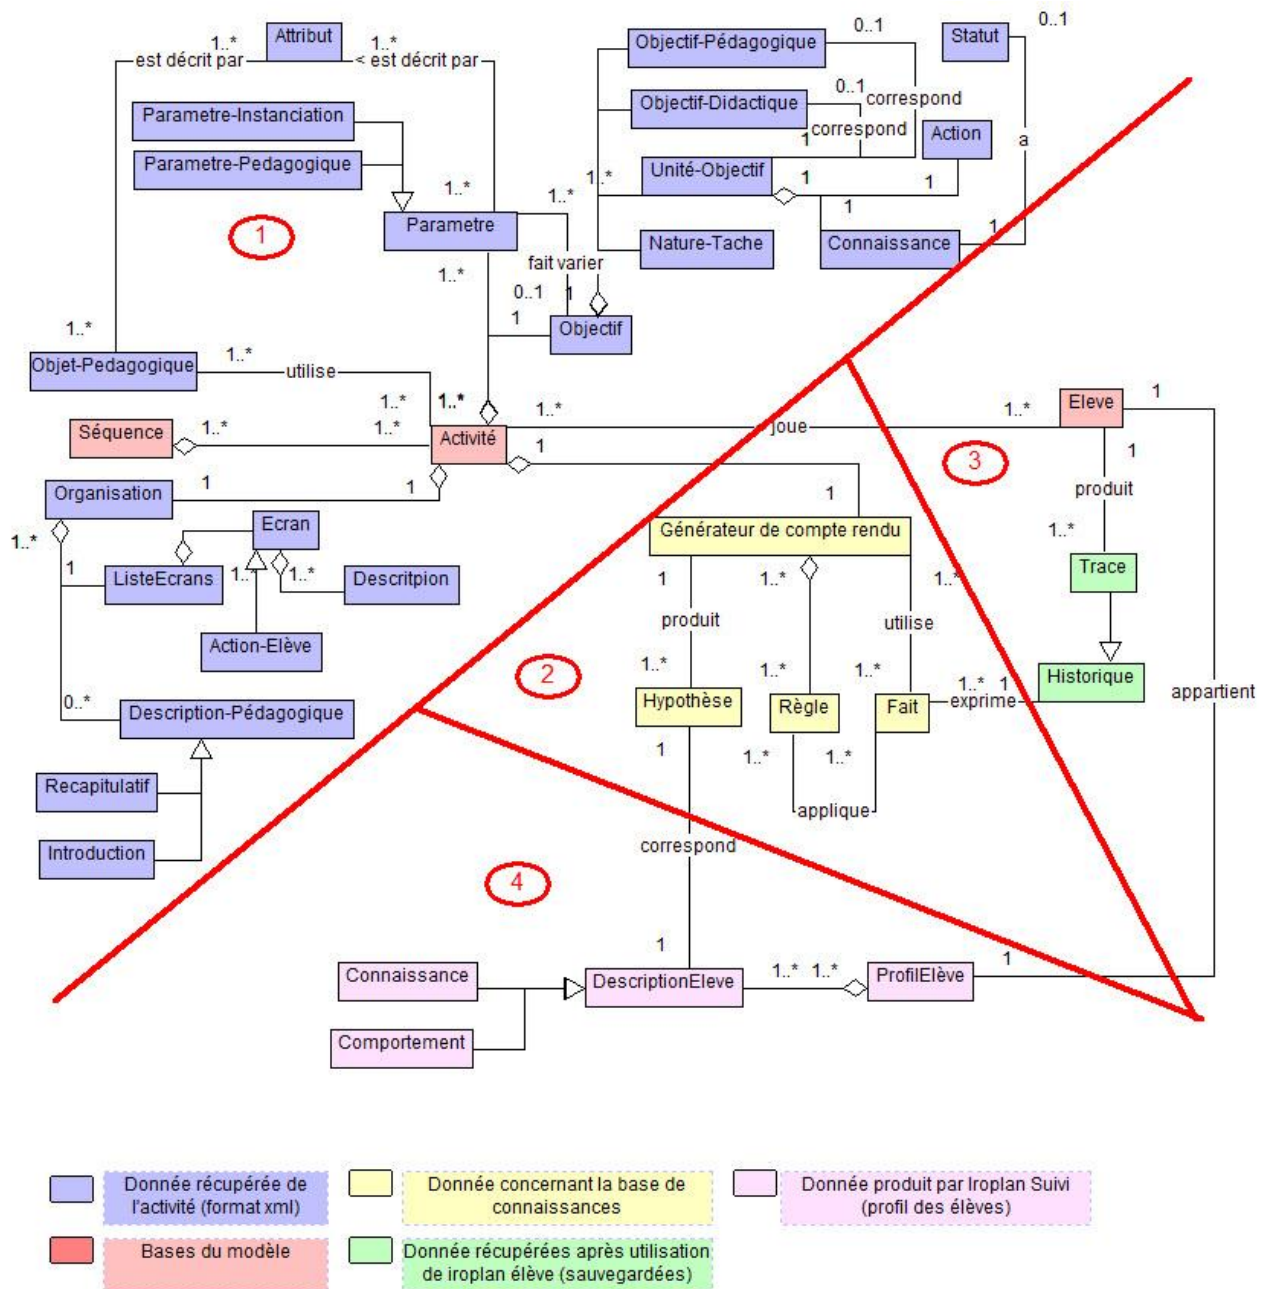 1..*
Attribut
1..*
est décrit par
< est décrit par
Parametre-Instanciation
Parametre-Pedagogique
1
1..*
1..*
Parametre
1..*
fait varier
0..1
1
1
Objectif
Objectif-Pédagogique
0..1
Statut
0..1
Objectif-Didactique
0..1
correspond
correspond
Action
1
a
Unité-Objectif
1..*
1
1
1
Nature-Tache
Connaissance
1
1..*
Objet-Pedagogique
1..*
utilise
1..*
1..*
1..*
1..*
Eleve
1
Séquence
1..*
1..*
Activité
joue
1
1
3
Organisation
1
1
produit
1
1..*
Ecran
Générateur de compte rendu
1..*
1
ListeEcrans
1..*
1..*
Descritpion
1
1..*
1..*
Trace
produit
utilise
Action-Elève
2
1..*
1..*
1..*
1..*
1
Historique
appartient
0..*
Description-Pédagogique
Hypothèse
Règle
Fait
exprime
1
1..*
1..*
Recapitulatif
applique
Introduction
correspond
4
1
1
Connaissance
DescriptionEleve
1..*
1..*
ProfilElève
Comportement
Donnée récupérée de
l'activité (format xml)
Donnée concernant la base de
connaissances
Donnée produit par Iroplan Suivi
(profil des élèves)
Bases du modèle
Donnée récupérées après utilisation
de iroplan élève (sauvegardées)